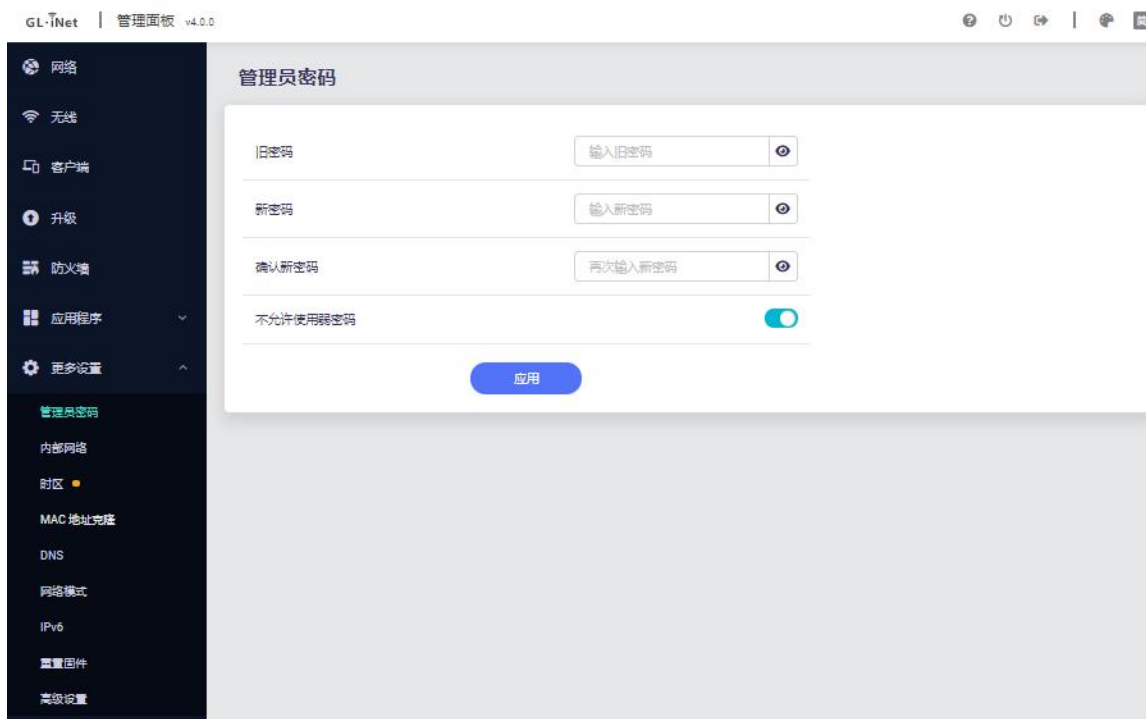 GL·iNet | 管理面板 v4.0.0
网络
无线
客户端
升级
防火墙
应用程序
更多设置
管理员密码
内部网络
时区
MAC 地址克隆
DNS
网络模式
IPv6
重置固件
高级设置
管理员密码
旧密码 输入旧密码
新密码 输入新密码
确认新密码 再次输入新密码
不允许使用弱密码
应用